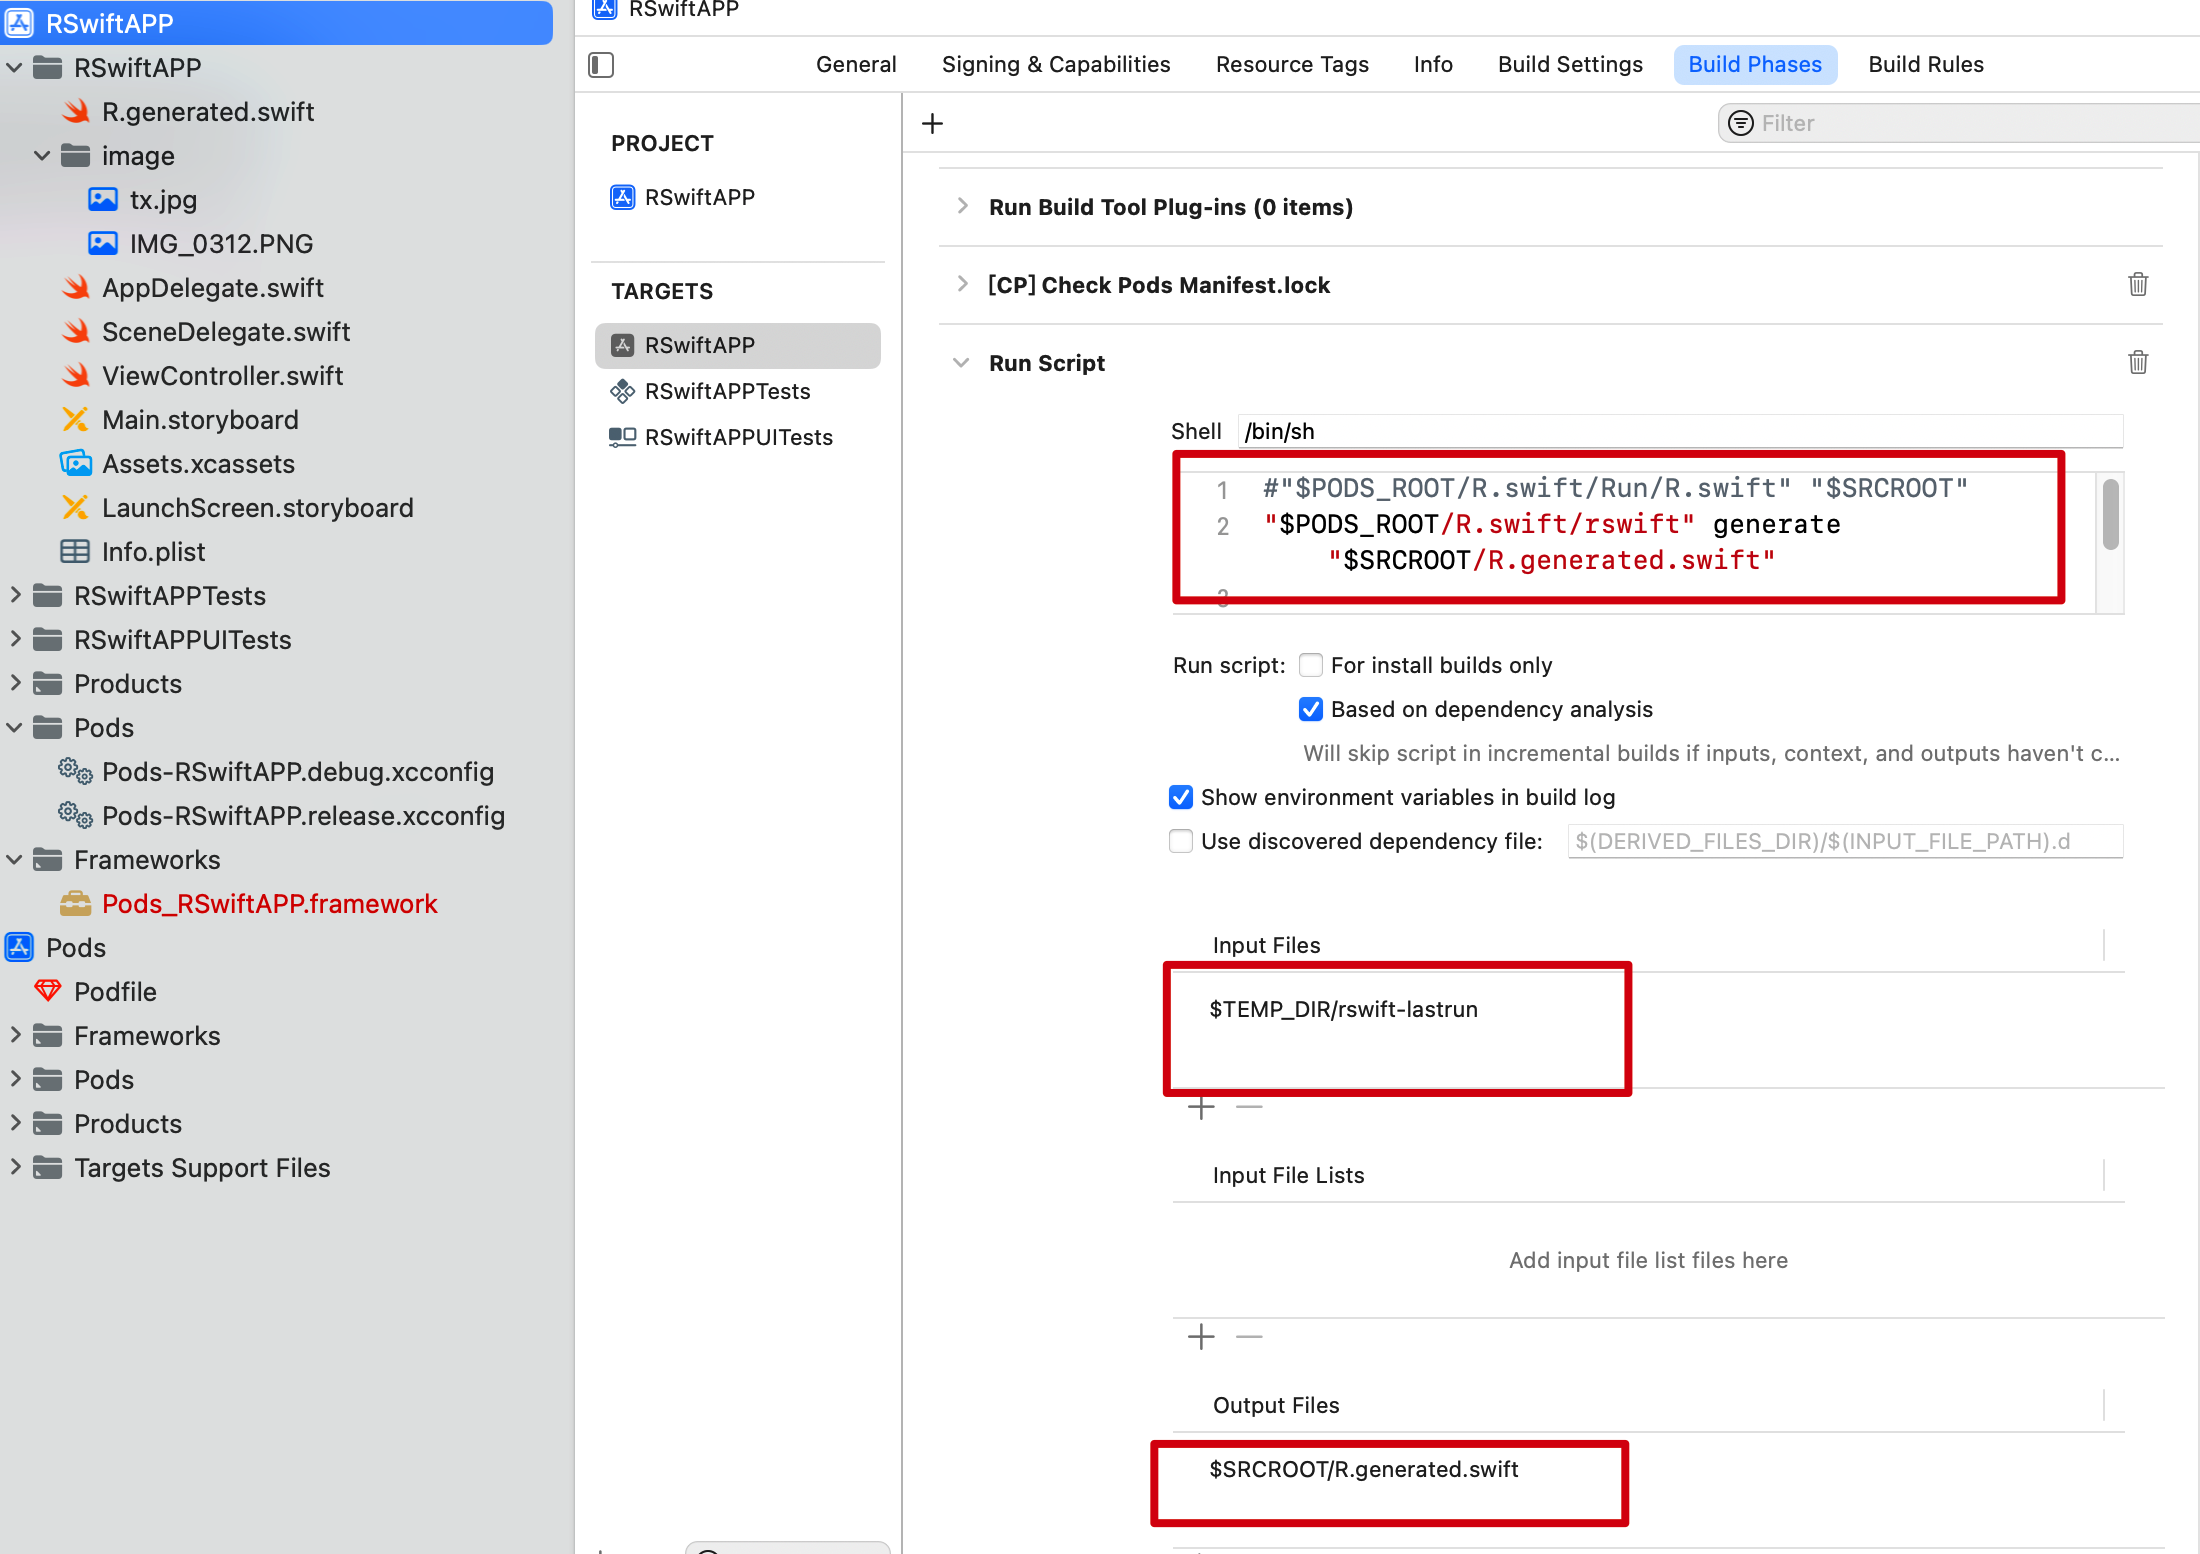 RSwiftAPP
RSwiftAPP
R.generated.swift
image
tx.jpg
IMG_0312.PNG
AppDelegate.swift
SceneDelegate.swift
ViewController.swift
Main.storyboard
Assets.xcassets
LaunchScreen.storyboard
Info.plist
RSwiftAPPTests
RSwiftAPPUITests
Products
Pods
Pods-RSwiftAPP.debug.xcconfig
Pods-RSwiftAPP.release.xcconfig
Frameworks
Pods_RSwiftAPP.framework
Pods
Podfile
Frameworks
Pods
Products
Targets Support Files
RSwiftAPP
General Signing & Capabilities Resource Tags Info Build Settings Build Phases Build Rules
PROJECT
RSwiftAPP
TARGETS
RSwiftAPP
RSwiftAPPTests
RSwiftAPPUITests
Filter
Run Build Tool Plug-ins (0 items)
[CP] Check Pods Manifest.lock
Run Script
Shell /bin/sh
1 #"$PODS_ROOT/R.swift/Run/R.swift" "$SRCROOT"
2 "$PODS_ROOT/R.swift/rswift" generate
"$SRCROOT/R.generated.swift"
3
Run script: For install builds only
Based on dependency analysis
Will skip script in incremental builds if inputs, context, and outputs haven't c...
Show environment variables in build log
Use discovered dependency file: $(DERIVED_FILES_DIR)/$(INPUT_FILE_PATH).d
Input Files
$TEMP_DIR/rswift-lastrun
Input File Lists
Add input file list files here
Output Files
$SRCROOT/R.generated.swift